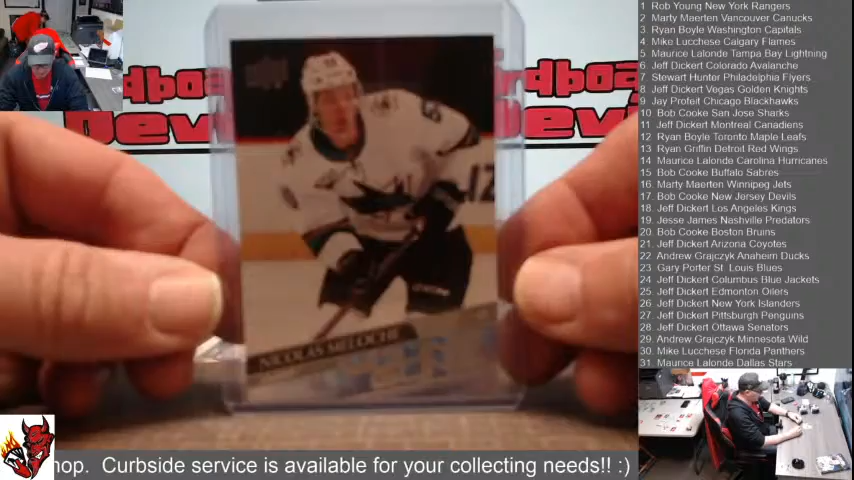 1 Rob Young New York Rangers
2 Marty Maerten Vancouver Canucks
3 Ryan Boyle Washington Capitals
4 Mike Lucchese Calgary Flames
5 Maurice Lalonde Tampa Bay Lightning
6 Jeff Dickert Colorado Avalanche
7 Stewart Hunter Philadelphia Flyers
8 Jeff Dickert Vegas Golden Knights
9 Jay Profeit Chicago Blackhawks
10 Bob Cooke San Jose Sharks
11 Jeff Dickert Montreal Canadiens
12 Ryan Boyle Toronto Maple Leafs
13 Ryan Griffin Detroit Red Wings
14 Maurice Lalonde Carolina Hurricanes
15 Bob Cooke Buffalo Sabres
16 Marty Maerten Winnipeg Jets
17 Bob Cooke New Jersey Devils
18 Jeff Dickert Los Angeles Kings
19 Jesse James Nashville Predators
20 Bob Cooke Boston Bruins
21 Jeff Dickert Arizona Coyotes
22 Andrew Grajczyk Anaheim Ducks
23 Gary Porter St Louis Blues
24 Jeff Dickert Columbus Blue Jackets
25 Jeff Dickert Edmonton Oilers
26 Jeff Dickert New York Islanders
27 Jeff Dickert Pittsburgh Penguins
28 Jeff Dickert Ottawa Senators
29 Andrew Grajczyk Minnesota Wild
30 Mike Lucchese Florida Panthers
31 Maurice Lalonde Dallas Stars
NICOLAS MELOCHE
hop. Curbside service is available for your collecting needs!! :)